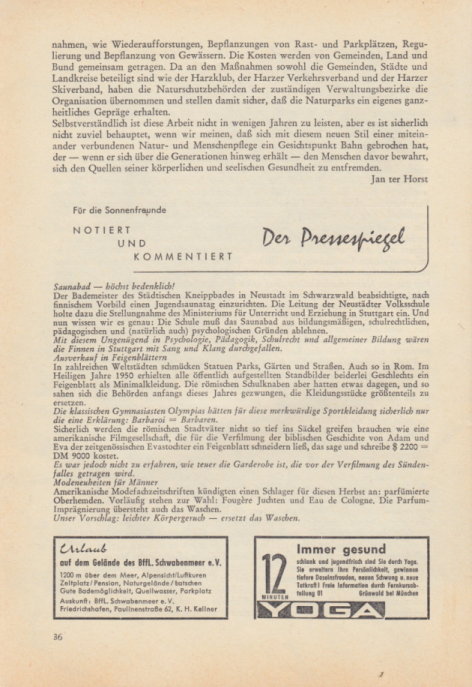 nahmen, wie Wiederaufforstungen, Bepflanzungen von Rast- und Parkplätzen, Regu-
lierung und Bepflanzung von Gewässern. Die Kosten werden von Gemeinden, Land und
Bund gemeinsam getragen. Da an den Maßnahmen sowohl die Gemeinden, Städte und
Landkreise beteiligt sind wie der Harzklub, der Harzer Verkehrsverband und der Harzer
Skiverband, haben die Naturschutzbehörden der zuständigen Verwaltungsbezirke die
Organisation übernommen und stellen damit sicher, daß die Naturparks ein eigenes ganz-
heitliches Gepräge erhalten.
Selbstverständlich ist diese Arbeit nicht in wenigen Jahren zu leisten, aber es ist sicherlich
nicht zuviel behauptet, wenn wir meinen, daß sich mit diesem neuen Stil einer mitein-
ander verbundenen Natur- und Menschenpflege ein Gesichtspunkt Bahn gebrochen hat,
der — wenn er sich über die Generationen hinweg erhält — den Menschen davor bewahrt,
sich den Quellen seiner körperlichen und seelischen Gesundheit zu entfremden.
Jan ter Horst
Für die Sonnenfreunde
NOTIERT
UND
KOMMENTIERT
Der Pressespiegel
Saunabad — höchst bedenklich!
Der Bademeister des Städtischen Kneippbades in Neustadt im Schwarzwald beabsichtigte, nach
finnischem Vorbild einen Jugendsaunatag einzurichten. Die Leitung der Neustädter Volksschule
holte dazu die Stellungnahme des Ministeriums für Unterricht und Erziehung in Stuttgart ein. Und
nun wissen wir es genau: Die Schule muß das Saunabad aus bildungsmäßigen, schulrechtlichen,
pädagogischen und (natürlich auch) psychologischen Gründen ablehnen.
Mit diesem Ungenügend in Psychologie, Pädagogik, Schulrecht und allgemeiner Bildung wären
die Finnen in Stuttgart mit Sang und Klang durchgefallen.
Ausverkauf in Feigenblättern
In zahlreichen Weltstädten schmücken Statuen Parks, Gärten und Straßen. Auch so in Rom. Im
Heiligen Jahre 1950 erhielten alle öffentlich aufgestellten Standbilder beiderlei Geschlechts ein
Feigenblatt als Minimalkleidung. Die römischen Schulknaben aber hatten etwas dagegen, und so
sahen sich die Behörden anfangs dieses Jahres gezwungen, die Kleidungsstücke größtenteils zu
ersetzen.
Die klassischen Gymnasiasten Olympias hätten für diese merkwürdige Sportkleidung sicherlich nur
die eine Erklärung: Barbaroi = Barbaren.
Sicherlich werden die römischen Stadtväter nicht so tief ins Säckel greifen brauchen wie eine
amerikanische Filmgesellschaft, die für die Verfilmung der biblischen Geschichte von Adam und
Eva der zeitgenössischen Evastochter ein Feigenblatt schneidern ließ, das sage und schreibe $ 2200 =
DM 9000 kostet.
Es war jedoch nicht zu erfahren, wie teuer die Garderobe ist, die vor der Verfilmung des Sünden-
falles getragen wird.
Modeneuheiten für Männer
Amerikanische Modefachzeitschriften kündigten einen Schlager für diesen Herbst an: parfümierte
Oberhemden. Vorläufig stehen zur Wahl: Fougère Juchten und Eau de Cologne. Die Parfum-
Imprägnierung übersteht auch das Waschen.
Unser Vorschlag: leichter Körpergeruch — ersetzt das Waschen.
Urlaub
auf dem Gelände des BffL. Schwabenmeer e. V.
1200 m über dem Meer, Alpensicht/Luftkuren
Zeltplatz/Pension, Naturgelände/botschen
Gute Bademöglichkeit, Quellwasser, Parkplatz
Auskunft: BffL. Schwabenmeer e. V.
Friedrichshafen, Paulinenstraße 62, K. H. Kellner
Immer gesund
schlank und jugendfrisch sind Sie durch Yoga.
Sie erweitern Ihre Persönlichkeit, gewinnen
tiefere Daseinsfreuden, neuen Schwung u. neue
Tatkraft! Freie Information durch Fernkursab-
teilung 01 Grünwald bei München
12
MINUTEN
YOGA
36